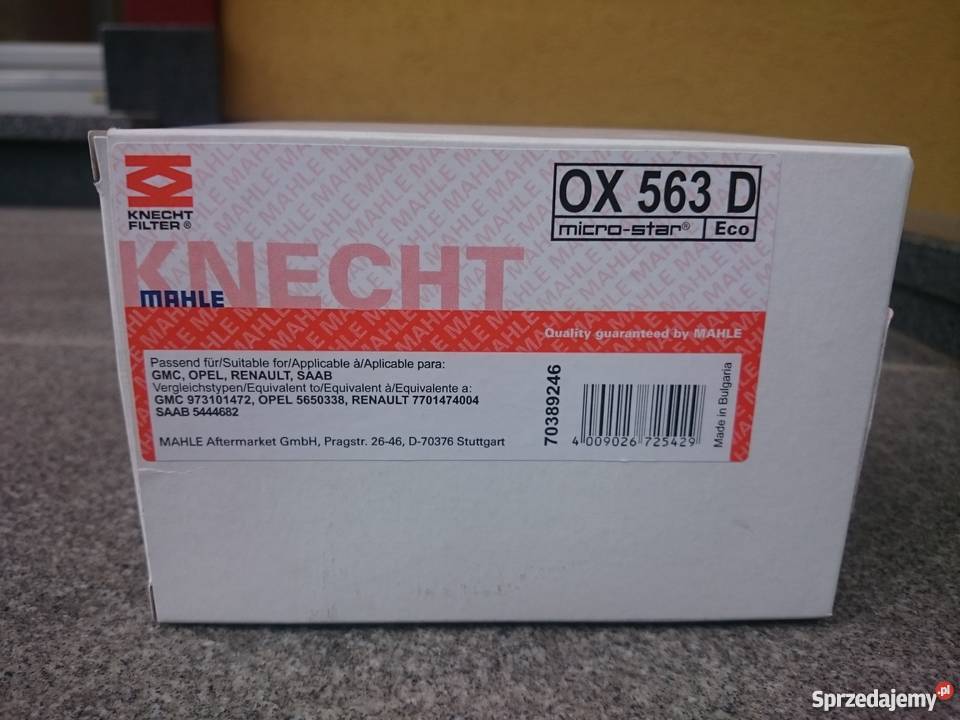 KNECHT
FILTER®
OX 563 D
micro-star® Eco
KNECHT
MAHLE
Quality guaranteed by MAHLE
Passend für/Suitable for/Applicable à/Aplicable para:
GMC, OPEL, RENAULT, SAAB
Vergleichstypen/Equivalent to/Equivalent à/Equivalente a:
GMC 973101472, OPEL 5650338, RENAULT 7701474004
SAAB 5444682
MAHLE Aftermarket GmbH, Pragstr. 26-46, D-70376 Stuttgart
70389246
4 009026 725429
Made in Bulgaria
Sprzedajemy.pl